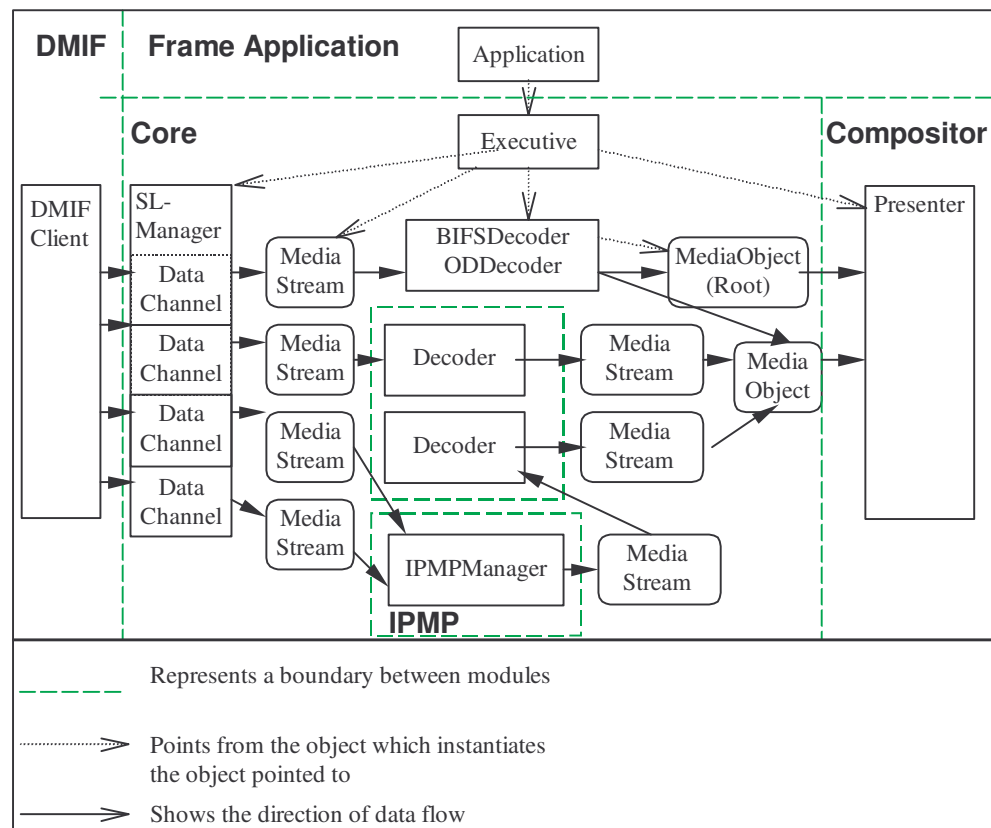 DMIF
Frame Application
Application
Core
Executive
Compositor
DMIF
Client
SL-
Manager
Data
Channel
Data
Channel
Data
Channel
Data
Channel
Media
Stream
BIFSDecoder
ODDecoder
MediaObject
(Root)
Presenter
Media
Stream
Decoder
Media
Stream
Media
Object
Media
Stream
Decoder
Media
Stream
Media
Stream
IPMPManager
Media
Stream
IPMP
Represents a boundary between modules
Points from the object which instantiates
the object pointed to
Shows the direction of data flow